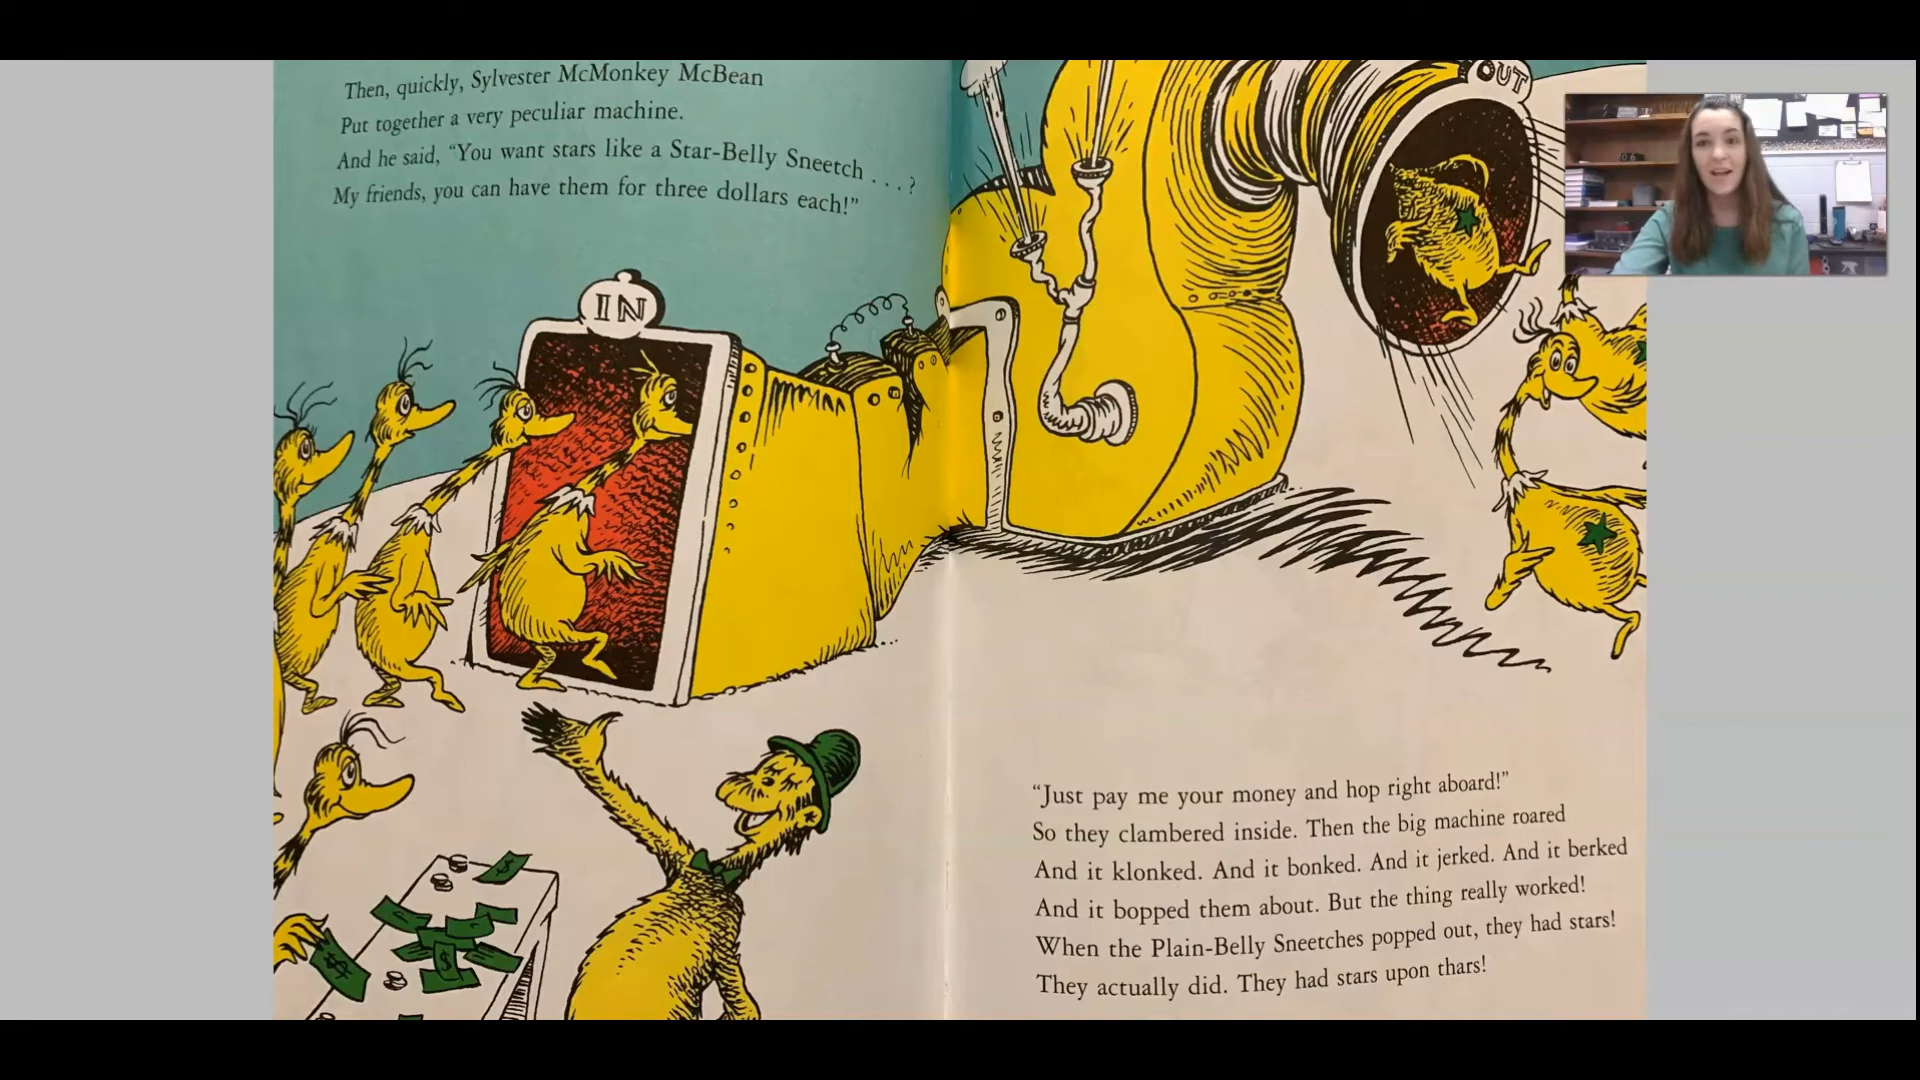 Then, quickly, Sylvester McMonkey McBean
Put together a very peculiar machine.
And he said, “You want stars like a Star-Belly Sneetch . . . ?
My friends, you can have them for three dollars each!”
IN
OUT
“Just pay me your money and hop right aboard!”
So they clambered inside. Then the big machine roared
And it klonked. And it bonked. And it jerked. And it berked
And it bopped them about. But the thing really worked!
When the Plain-Belly Sneetches popped out, they had stars!
They actually did. They had stars upon thars!
$
$
$